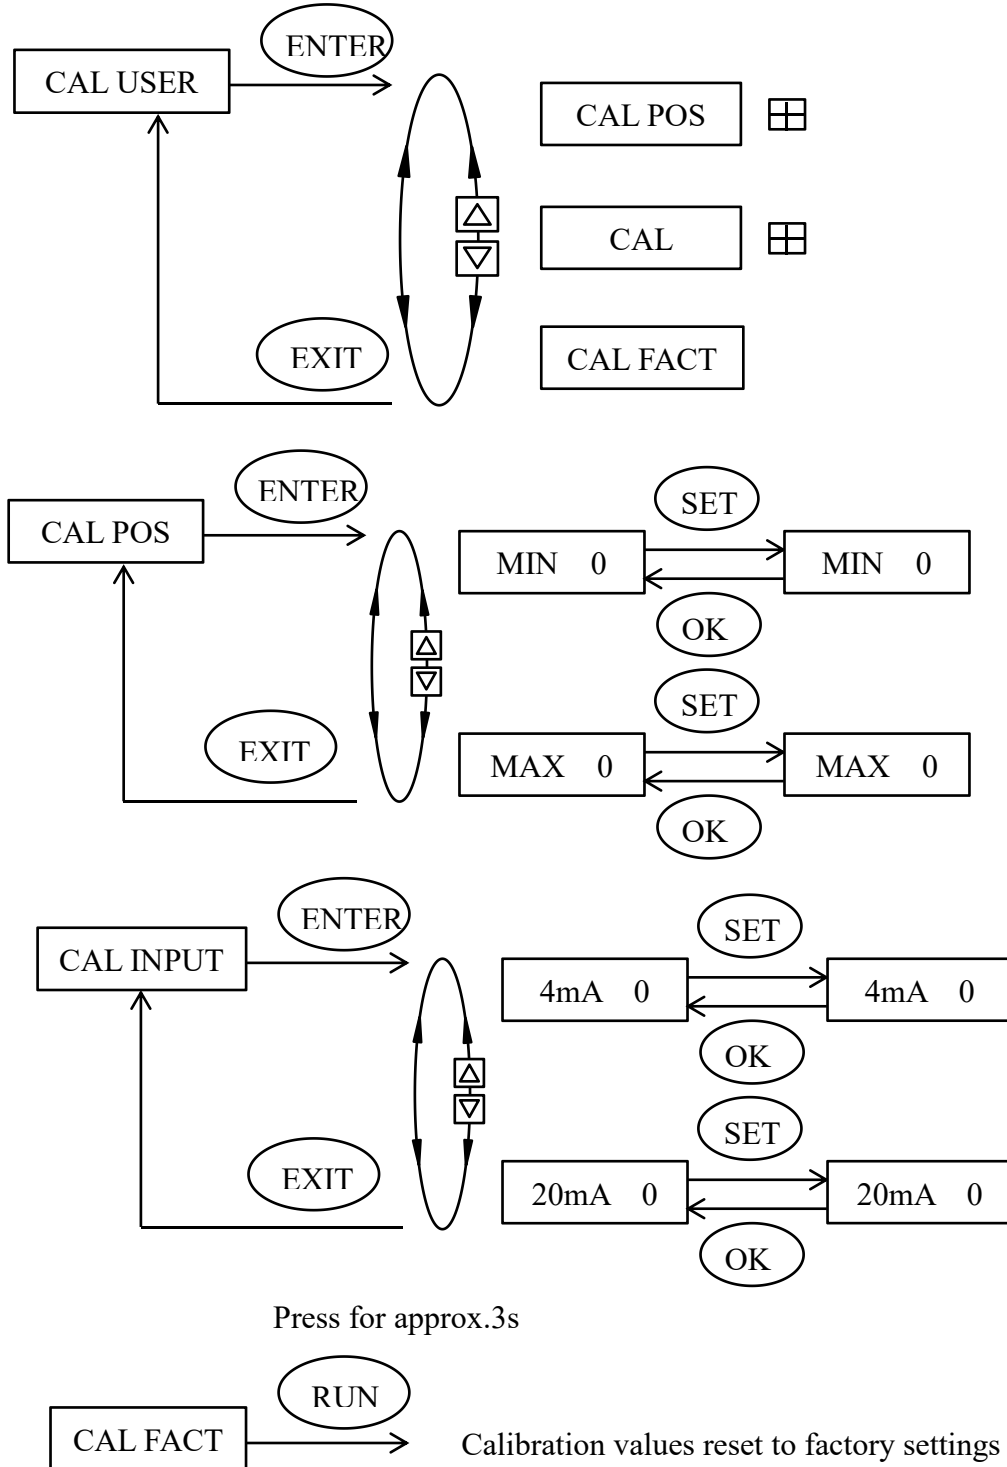 ENTER
CAL USER
CAL POS
CAL
EXIT
CAL FACT
ENTER
SET
CAL POS
MIN 0
MIN 0
OK
SET
EXIT
MAX 0
MAX 0
OK
ENTER
SET
CAL INPUT
4mA 0
4mA 0
OK
SET
EXIT
20mA 0
20mA 0
OK
Press for approx.3s
RUN
CAL FACT
Calibration values reset to factory settings